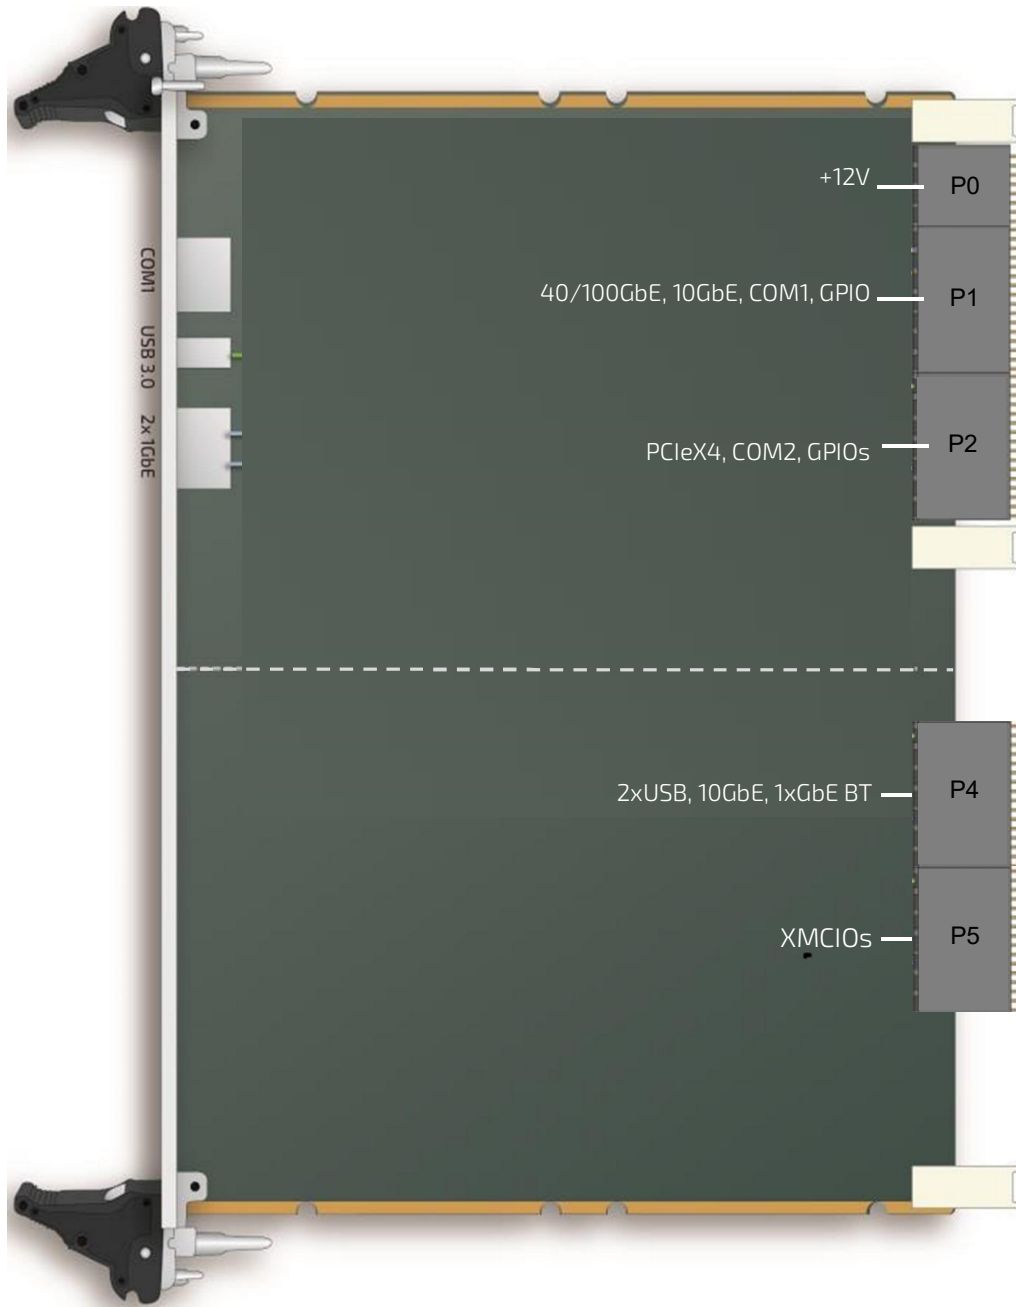 +12V
P0
40/100GbE, 10GbE, COM1, GPIO
P1
COM1
USB 3.0
2x 1GbE
PCIeX4, COM2, GPIOs
P2
2xUSB, 10GbE, 1xGbE BT
P4
XMCIOs
P5